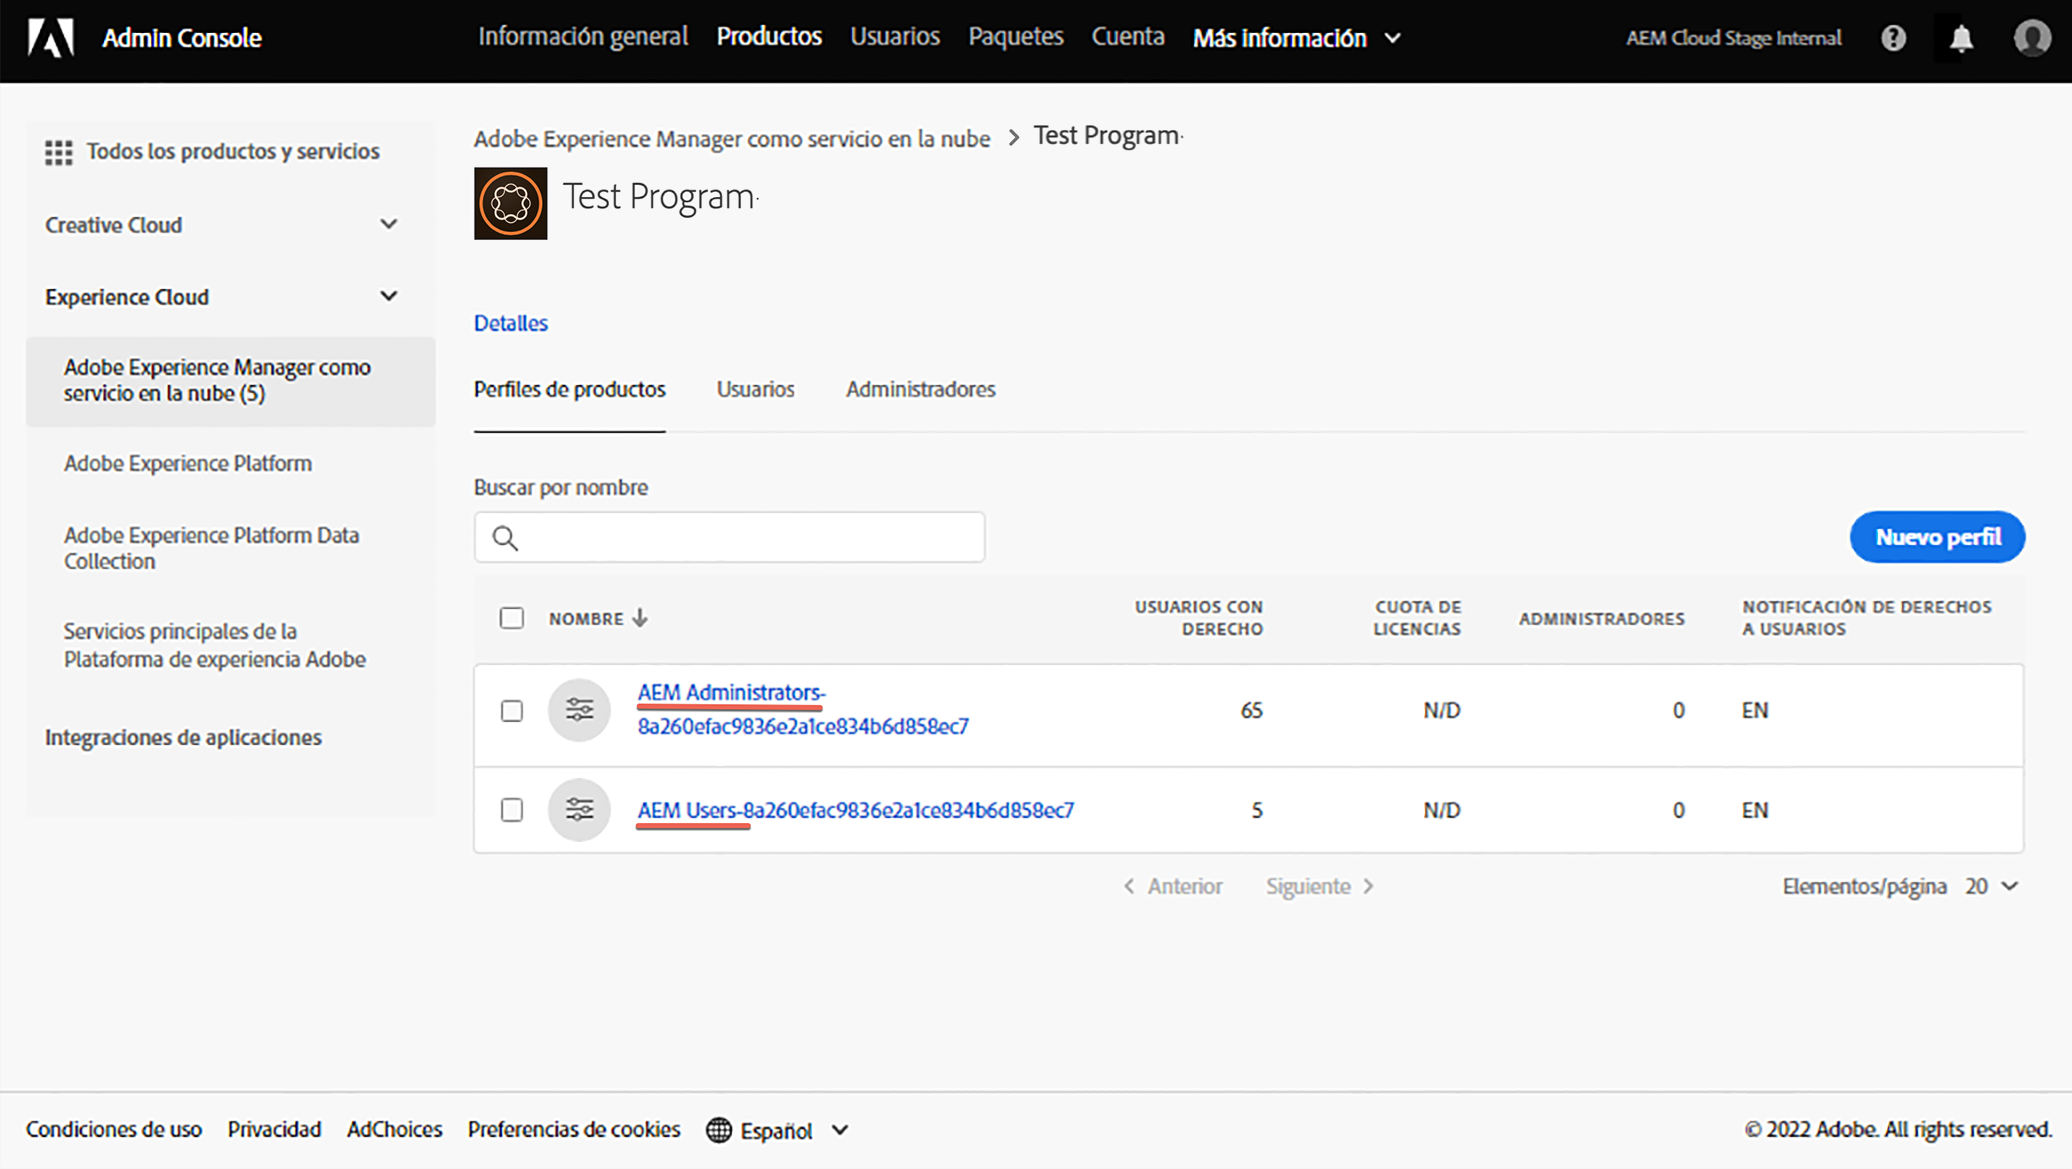 Admin Console
Información general Productos Usuarios Paquetes Cuenta Más información
AEM Cloud Stage Internal
Todos los productos y servicios
Creative Cloud
Experience Cloud
Adobe Experience Manager como
servicio en la nube (5)
Adobe Experience Platform
Adobe Experience Platform Data
Collection
Servicios principales de la
Plataforma de experiencia Adobe
Integraciones de aplicaciones
Adobe Experience Manager como servicio en la nube > Test Program
Test Program
Detalles
Perfiles de productos Usuarios Administradores
Buscar por nombre
Nuevo perfil
NOMBRE
USUARIOS CON
DERECHO
CUOTA DE
LICENCIAS
ADMINISTRADORES
NOTIFICACIÓN DE DERECHOS
A USUARIOS
AEM Administrators-
8a260efac9836e2a1ce834b6d858ec7
65 N/D 0 EN
AEM Users-8a260efac9836e2a1ce834b6d858ec7 5 N/D 0 EN
Anterior Siguiente
Elementos/página 20
Condiciones de uso Privacidad AdChoices Preferencias de cookies Español
© 2022 Adobe. All rights reserved.